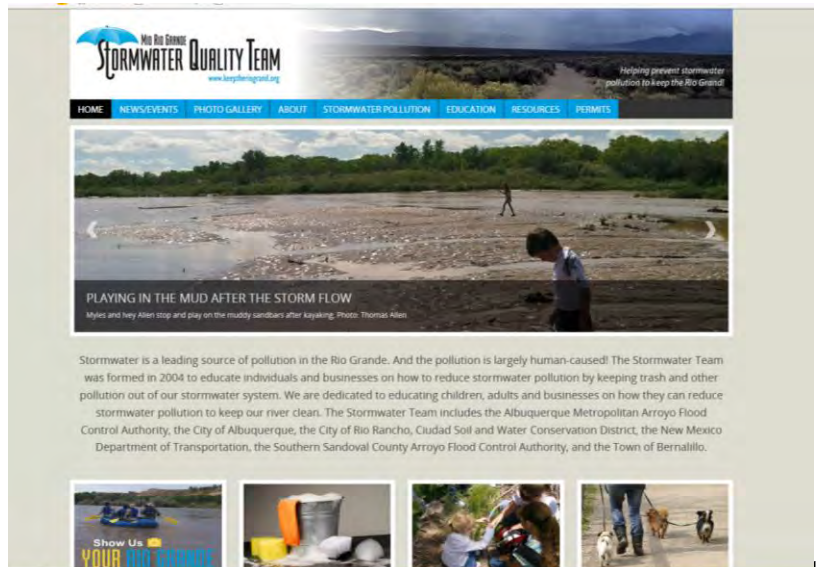 MID RIO GRANDE
STORMWATER QUALITY TEAM
www.keeptheriogrand.org
Helping prevent stormwater
pollution to keep the Rio Grand!
HOME NEWS/EVENTS PHOTO GALLERY ABOUT STORMWATER POLLUTION EDUCATION RESOURCES PERMITS
PLAYING IN THE MUD AFTER THE STORM FLOW
Myles and Ivey Allen stop and play on the muddy sandbars after kayaking. Photo: Thomas Allen
Stormwater is a leading source of pollution in the Rio Grande. And the pollution is largely human-caused! The Stormwater Team
was formed in 2004 to educate individuals and businesses on how to reduce stormwater pollution by keeping trash and other
pollution out of our stormwater system. We are dedicated to educating children, adults and businesses on how they can reduce
stormwater pollution to keep our river clean. The Stormwater Team includes the Albuquerque Metropolitan Arroyo Flood
Control Authority, the City of Albuquerque, the City of Rio Rancho, Ciudad Soil and Water Conservation District, the New Mexico
Department of Transportation, the Southern Sandoval County Arroyo Flood Control Authority, and the Town of Bernalillo.
Show Us
YOUR RIO GRANDE